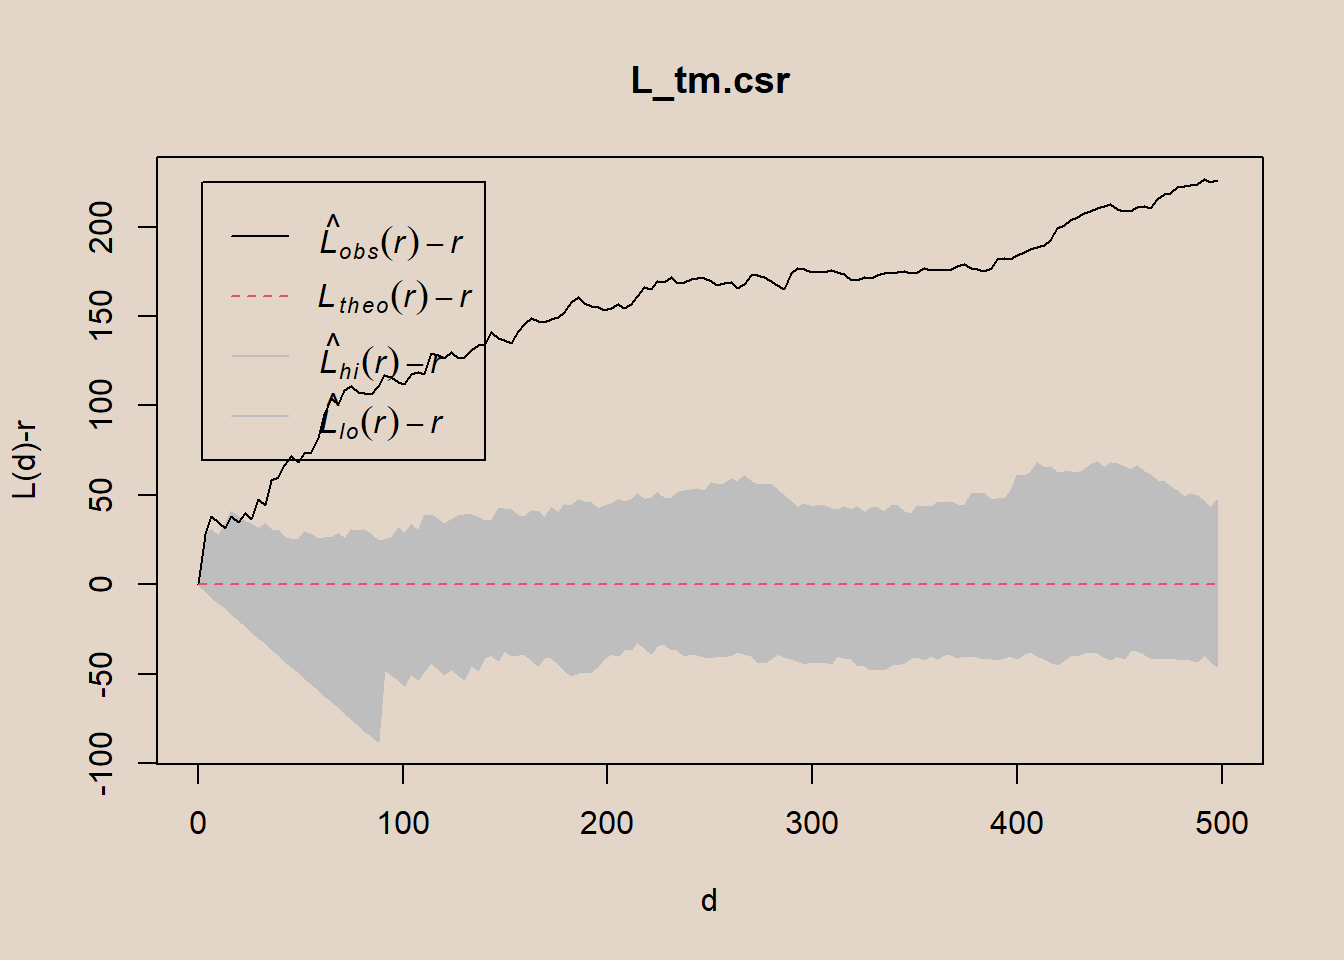 L_tm.csr
L̂obs(r) − r
Ltheo(r) − r
L̂hi(r) − r
L̂lo(r) − r
L(d)-r
200
150
100
50
0
-50
-100
0 100 200 300 400 500
d